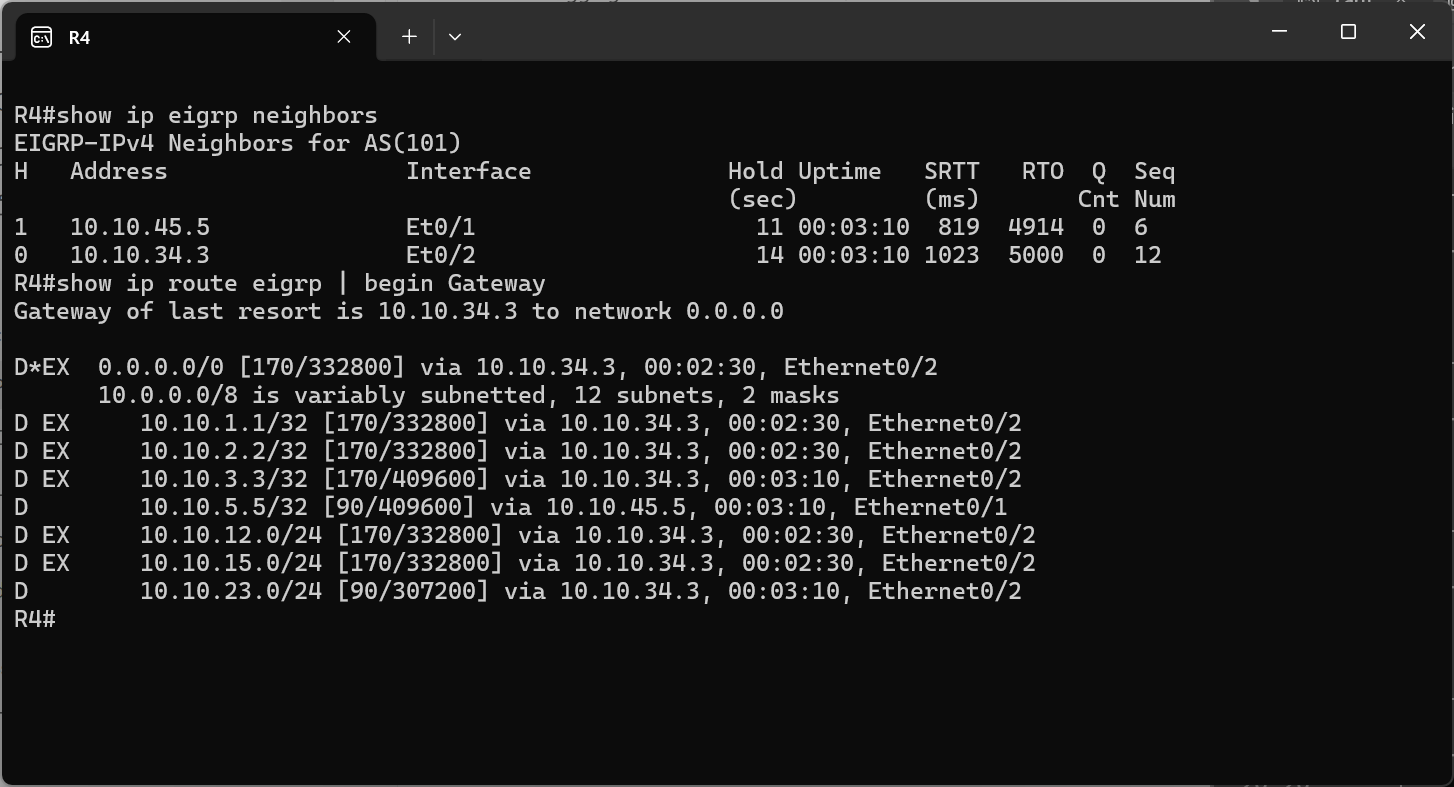 R4
R4#show ip eigrp neighbors
EIGRP-IPv4 Neighbors for AS(101)
H   Address                 Interface              Hold Uptime   SRTT   RTO  Q  Seq
                                                   (sec)         (ms)       Cnt Num
1   10.10.45.5              Et0/1                    11 00:03:10  819  4914  0  6
0   10.10.34.3              Et0/2                    14 00:03:10 1023  5000  0  12
R4#show ip route eigrp | begin Gateway
Gateway of last resort is 10.10.34.3 to network 0.0.0.0

D*EX  0.0.0.0/0 [170/332800] via 10.10.34.3, 00:02:30, Ethernet0/2
      10.0.0.0/8 is variably subnetted, 12 subnets, 2 masks
D EX     10.10.1.1/32 [170/332800] via 10.10.34.3, 00:02:30, Ethernet0/2
D EX     10.10.2.2/32 [170/332800] via 10.10.34.3, 00:02:30, Ethernet0/2
D EX     10.10.3.3/32 [170/409600] via 10.10.34.3, 00:03:10, Ethernet0/2
D        10.10.5.5/32 [90/409600] via 10.10.45.5, 00:03:10, Ethernet0/1
D EX     10.10.12.0/24 [170/332800] via 10.10.34.3, 00:02:30, Ethernet0/2
D EX     10.10.15.0/24 [170/332800] via 10.10.34.3, 00:02:30, Ethernet0/2
D        10.10.23.0/24 [90/307200] via 10.10.34.3, 00:03:10, Ethernet0/2
R4#